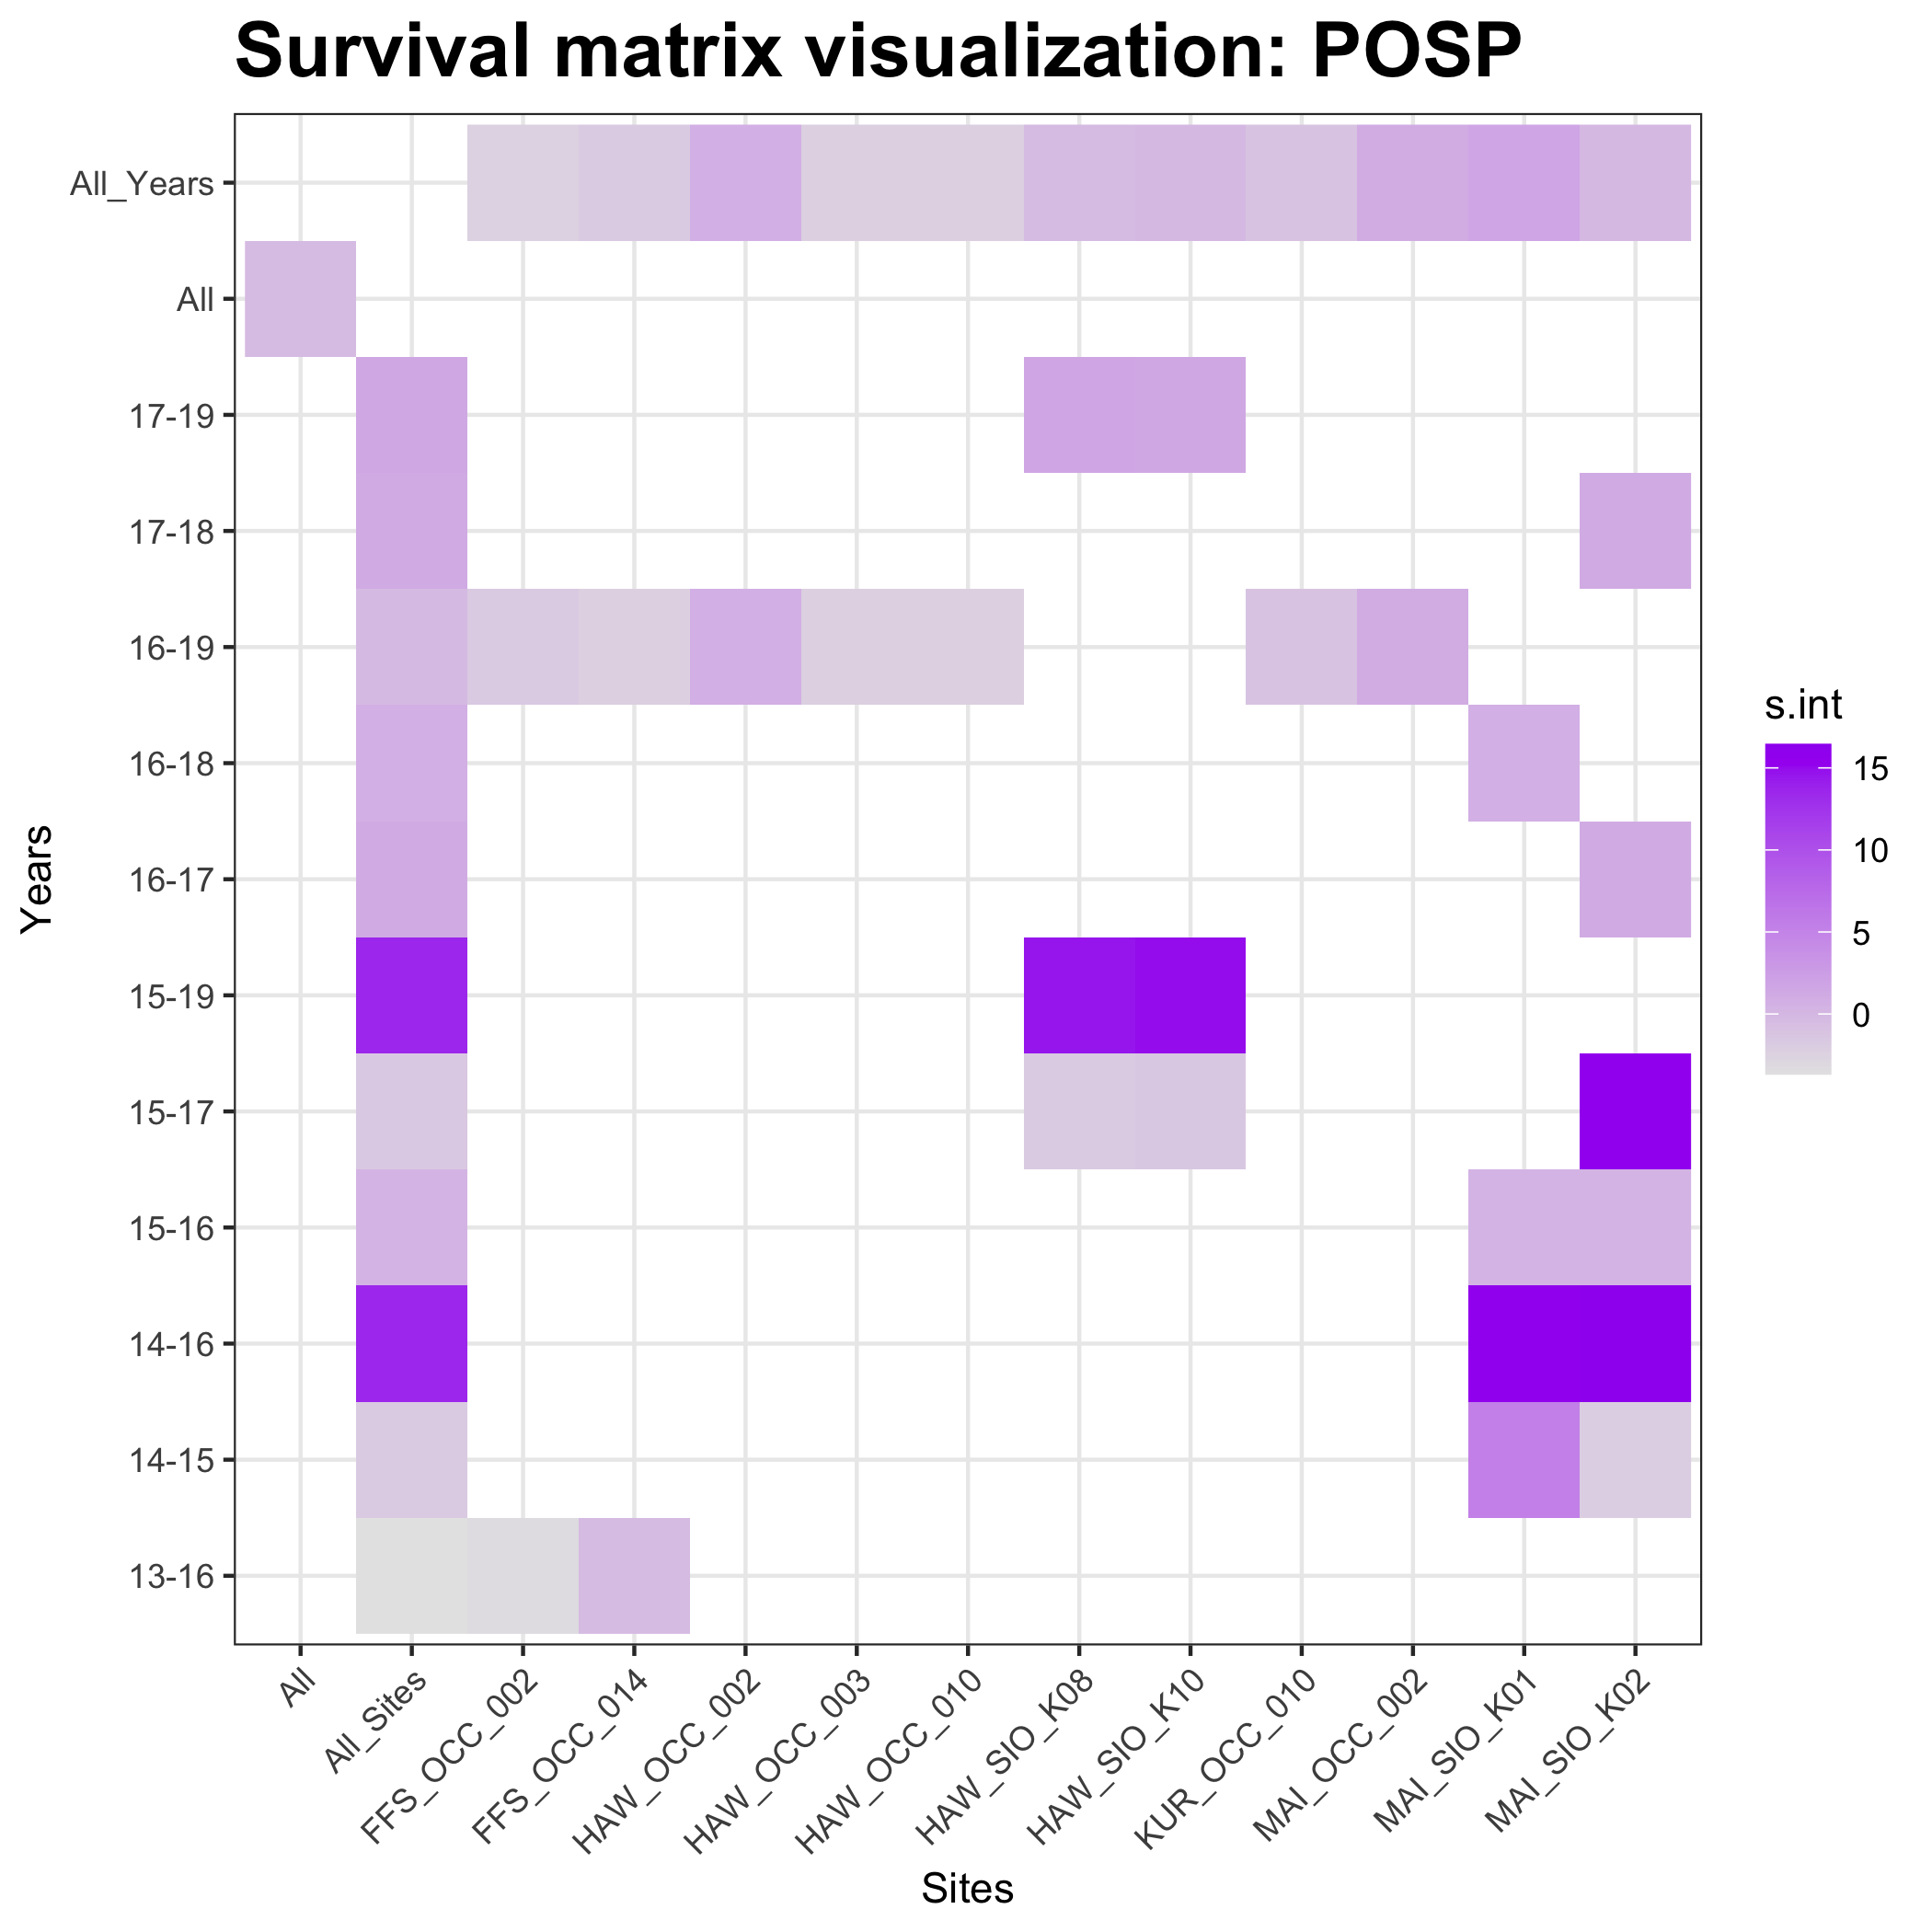 Survival matrix visualization: POSP
Years
All_Years
All
17-19
17-18
16-19
16-18
16-17
15-19
15-17
15-16
14-16
14-15
13-16
s.int
15
10
5
0
All
All_Sites
FFS_OCC_002
FFS_OCC_014
HAW_OCC_002
HAW_OCC_003
HAW_OCC_010
HAW_SIO_K08
HAW_SIO_K10
KUR_OCC_010
MAI_OCC_002
MAI_SIO_K01
MAI_SIO_K02
Sites